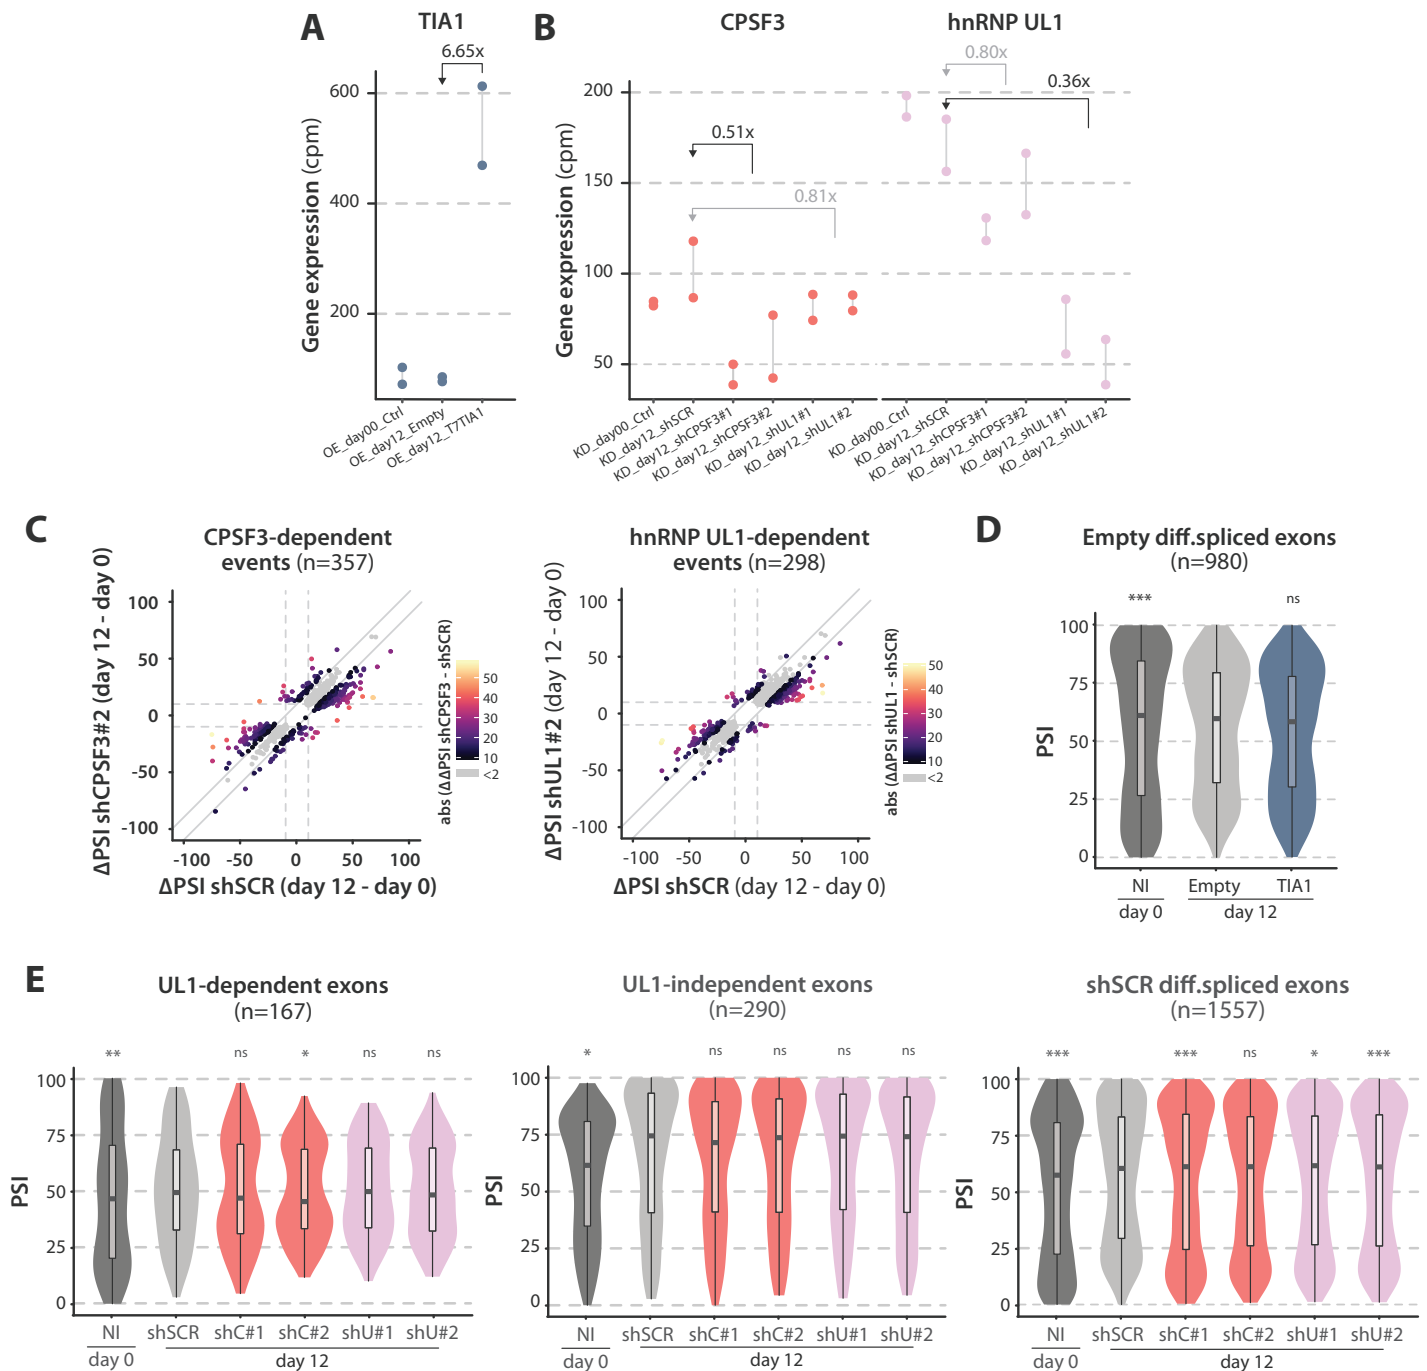 A
TIA1
6.65x
Gene expression (cpm)
600
400
200
OE_day00_Ctrl
OE_day12_Empty
OE_day12_T7TIA1
B
CPSF3
hnRNP UL1
0.80x
0.36x
0.51x
0.81x
Gene expression (cpm)
200
150
100
50
KD_day00_Ctrl
KD_day12_shSCR
KD_day12_shCPSF3#1
KD_day12_shCPSF3#2
KD_day12_shUL1#1
KD_day12_shUL1#2
KD_day00_Ctrl
KD_day12_shSCR
KD_day12_shCPSF3#1
KD_day12_shCPSF3#2
KD_day12_shUL1#1
KD_day12_shUL1#2
C
CPSF3-dependent
events (n=357)
ΔPSI shCPSF3#2 (day 12 - day 0)
100
50
0
-50
-100
-100
-50
0
50
100
ΔPSI shSCR (day 12 - day 0)
abs (ΔΔPSI shCPSF3 - shSCR)
50
40
30
20
10
<2
hnRNP UL1-dependent
events (n=298)
ΔPSI shUL1#2 (day 12 - day 0)
100
50
0
-50
-100
-100
-50
0
50
100
ΔPSI shSCR (day 12 - day 0)
abs (ΔΔPSI shUL1 - shSCR)
50
40
30
20
10
<2
D
Empty diff.spliced exons
(n=980)
*** ns
PSI
100
75
50
25
0
NI Empty TIA1
day 0 day 12
E
UL1-dependent exons
(n=167)
** ns * ns ns
PSI
100
75
50
25
0
NI shSCR shC#1 shC#2 shU#1 shU#2
day 0 day 12
UL1-independent exons
(n=290)
* ns ns ns ns
PSI
100
75
50
25
0
NI shSCR shC#1 shC#2 shU#1 shU#2
day 0 day 12
shSCR diff.spliced exons
(n=1557)
*** *** ns * ***
PSI
100
75
50
25
0
NI shSCR shC#1 shC#2 shU#1 shU#2
day 0 day 12